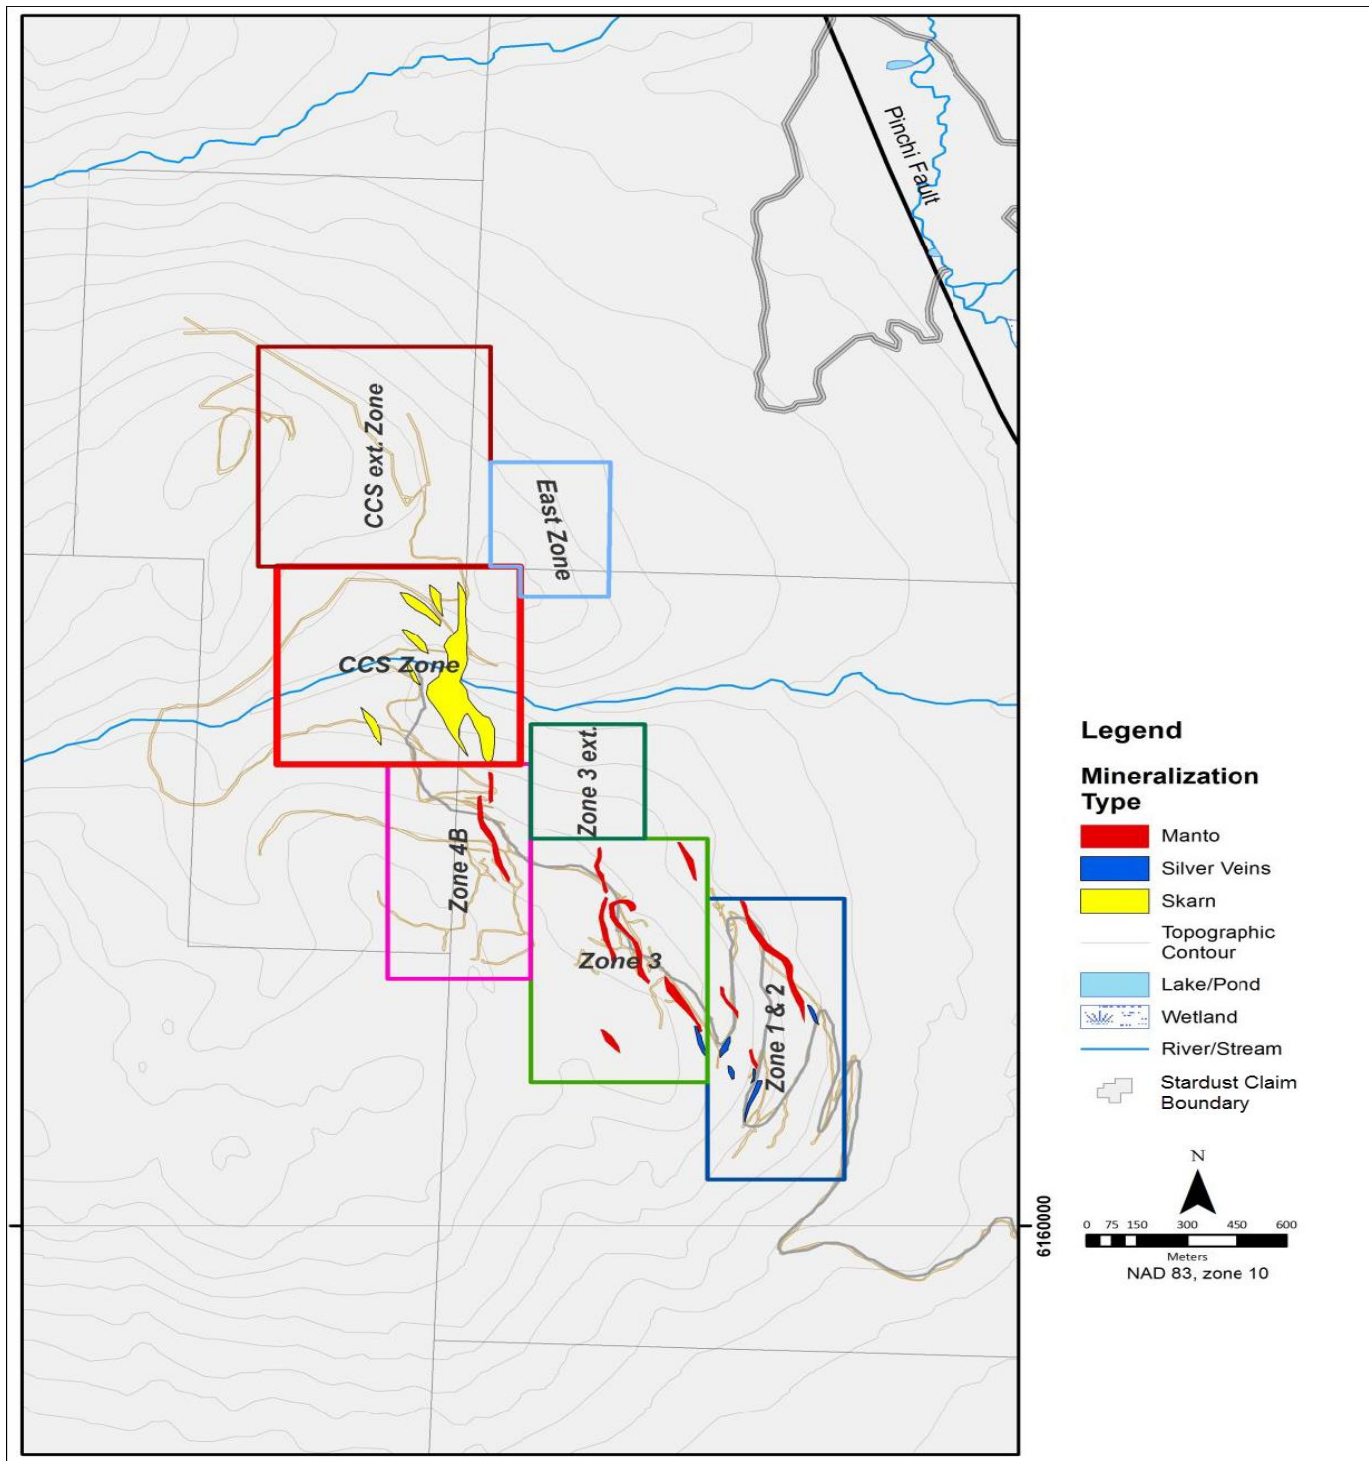 Pinchi Fault
CCS ext. Zone
East Zone
CCS Zone
Zone 3 ext.
Zone 4B
Zone 3
Zone 1 & 2
6160000
Legend
Mineralization
Type
Manto
Silver Veins
Skarn
Topographic
Contour
Lake/Pond
Wetland
River/Stream
Stardust Claim
Boundary
N
0 75 150 300 450 600
Meters
NAD 83, zone 10